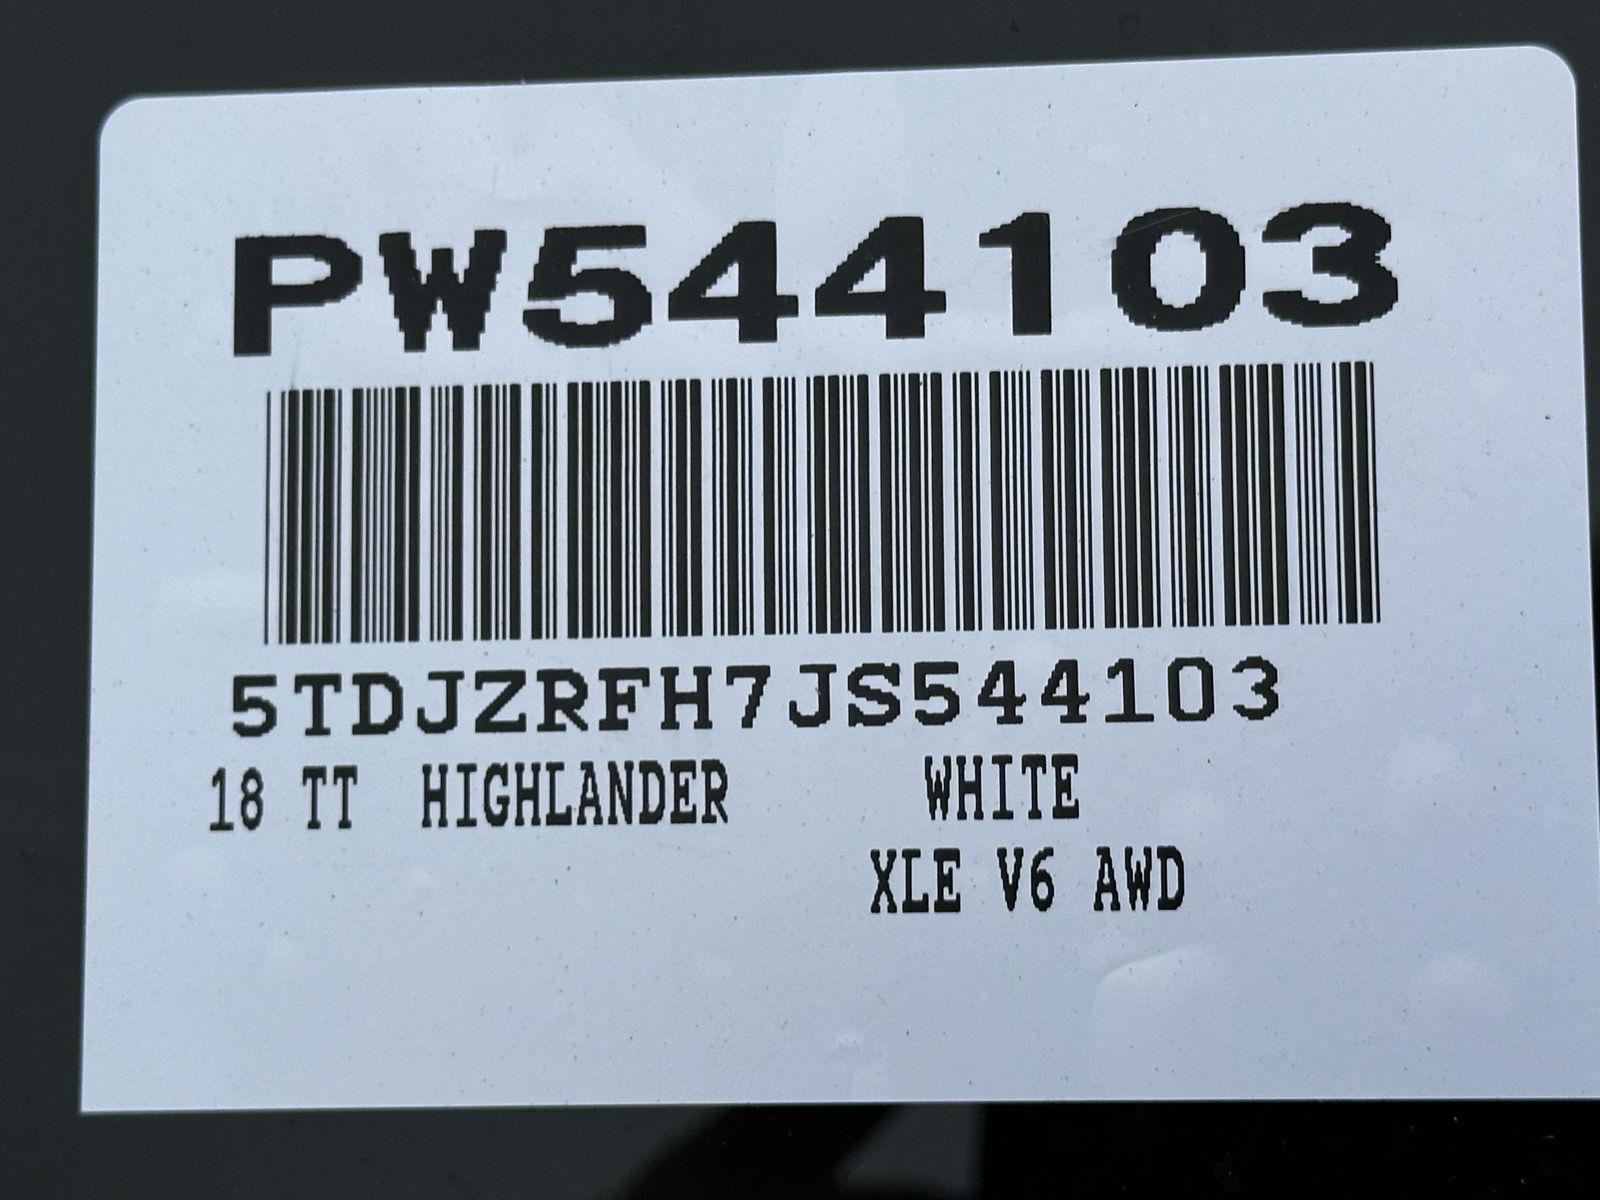 PW544103
5TDJZRFH7JS544103
18 TT HIGHLANDER WHITE
XLE V6 AWD